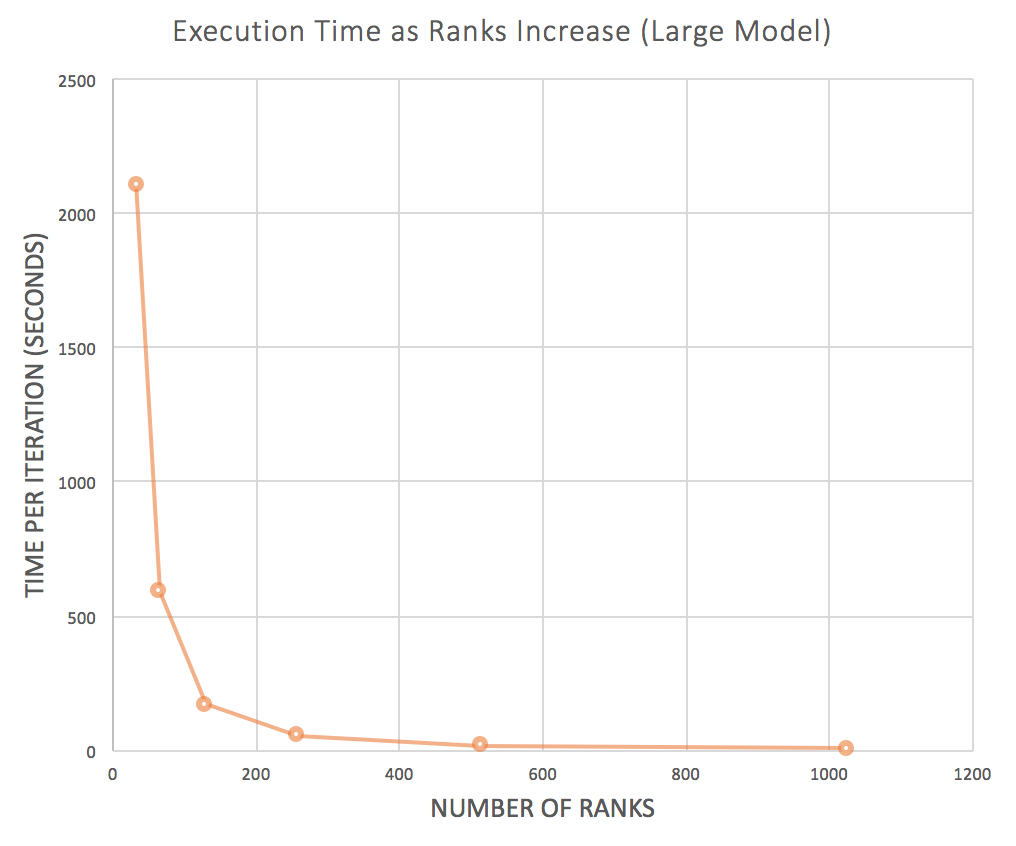 Execution Time as Ranks Increase (Large Model)
2500
2000
1500
1000
500
0
TIME PER ITERATION (SECONDS)
0 200 400 600 800 1000 1200
NUMBER OF RANKS